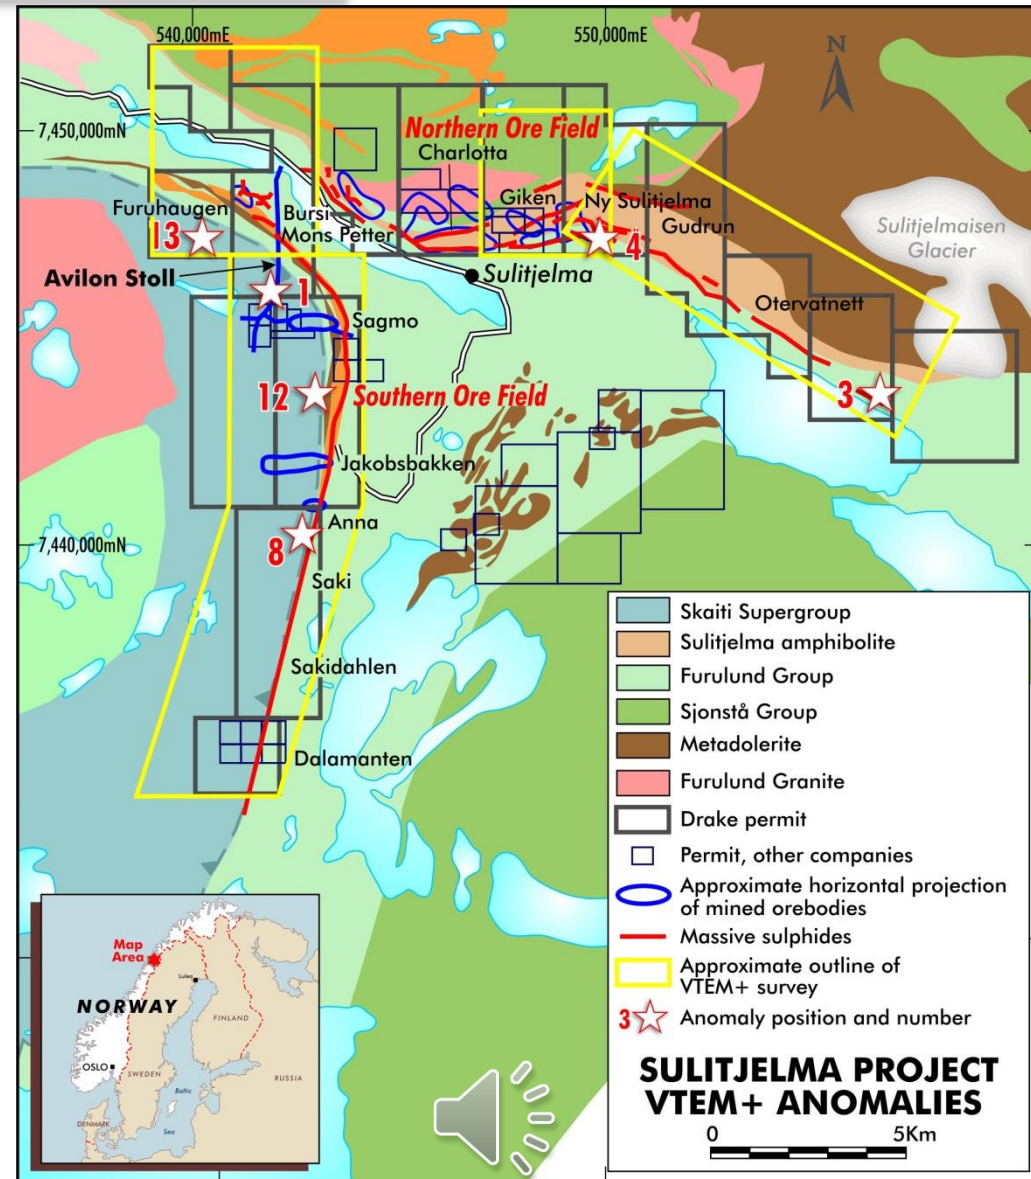 540,000mE
550,000mE
N
7,450,000mN
Northern Ore Field
Charlotta
Giken
Ny Sulitjelma
Gudrun
Sulitjelmaisen
Glacier
Furuhaugen
13
Bursi
Mons Petter
4
Avilon Stoll
Sulitjelma
1
Otervatnett
Sagmo
3
12
Southern Ore Field
Jakobsbakken
Anna
7,440,000mN
8
Saki
Sakidahlen
Dalamanten
Skaiti Supergroup
Sulitjelma amphibolite
Furulund Group
Sjonstå Group
Metadolerite
Furulund Granite
Drake permit
Permit, other companies
Approximate horizontal projection
of mined orebodies
Massive sulphides
Approximate outline of
VTEM+ survey
3 Anomaly position and number
SULITJELMA PROJECT
VTEM+ ANOMALIES
0 5Km
Map
Area
Lulea
NORWAY
FINLAND
OSLO
SWEDEN
RUSSIA
Baltic
Sea
DENMARK